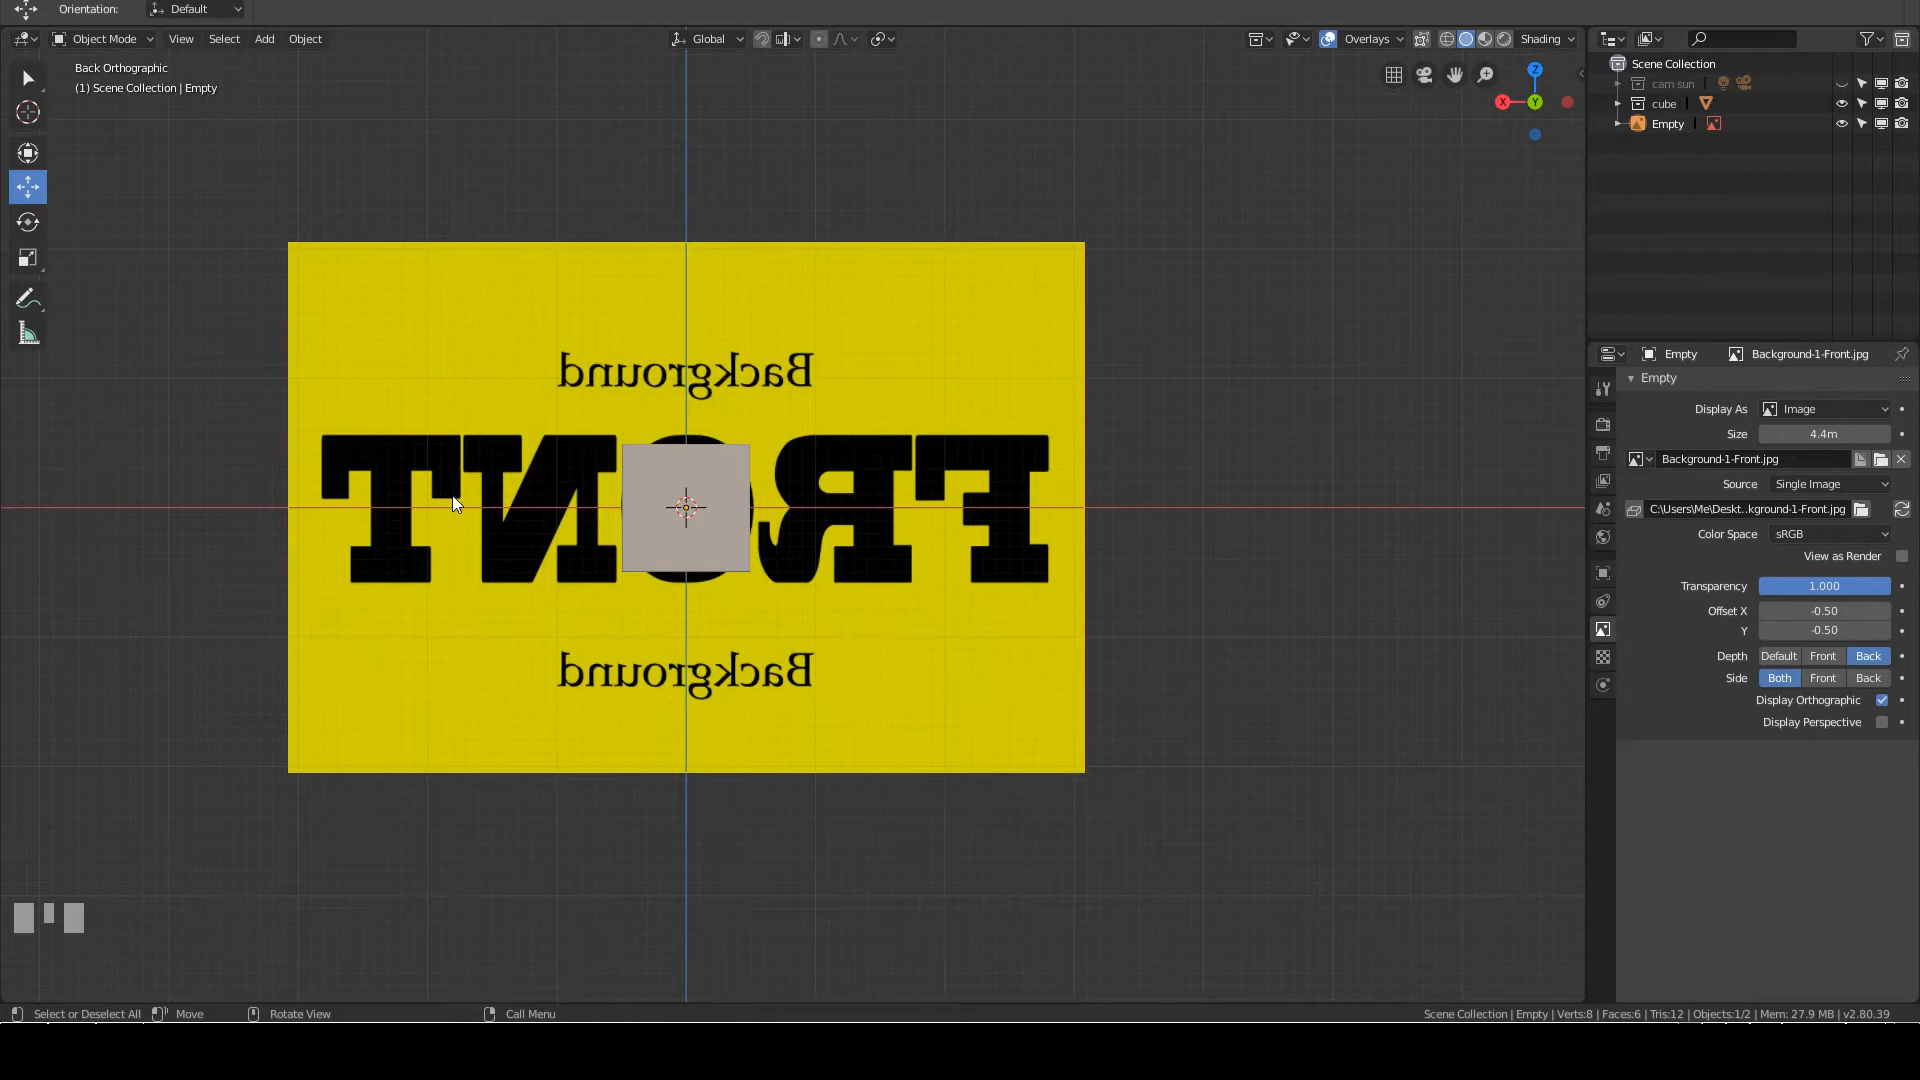 Orientation: Default
Object Mode View Select Add Object Global Overlays Shading
Back Orthographic
(1) Scene Collection | Empty
Z
X Y
Background
FRONT
Background
Scene Collection
cam sun
cube
Empty
Empty Background-1-Front.jpg
Empty
Display As Image
Size 4.4m
Background-1-Front.jpg
Source Single Image
C:\Users\Me\Deskt..kground-1-Front.jpg
Color Space sRGB
View as Render
Transparency 1.000
Offset X -0.50
Y -0.50
Depth Default Front Back
Side Both Front Back
Display Orthographic
Display Perspective
Select or Deselect All Move Rotate View Call Menu Scene Collection | Empty | Verts:8 | Faces:6 | Tris:12 | Objects:1/2 | Mem: 27.9 MB | v2.80.39